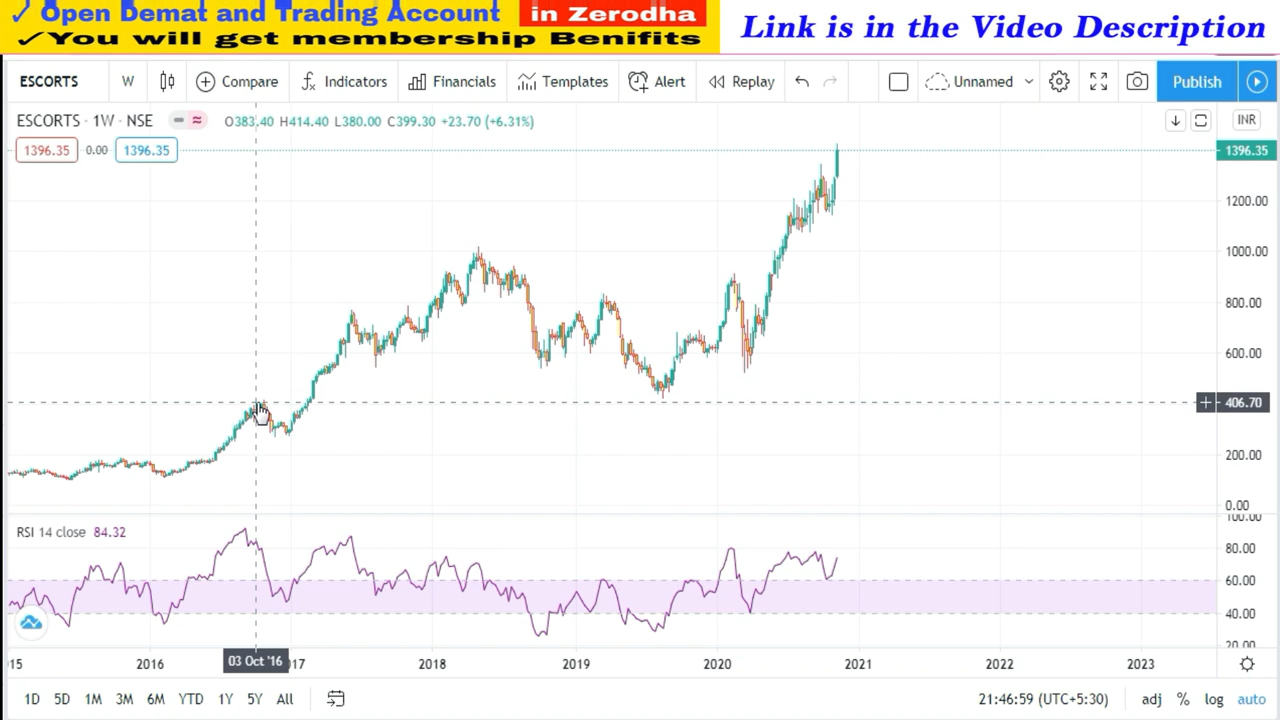 ✓ Open Demat and Trading Account in Zerodha
✓You will get membership Benifits
Link is in the Video Description
ESCORTS W Compare Indicators Financials Templates Alert Replay Unnamed Publish
ESCORTS · 1W · NSE O383.40 H414.40 L380.00 C399.30 +23.70 (+6.31%) INR
1396.35 0.00 1396.35 1396.35
1200.00
1000.00
800.00
600.00
406.70
200.00
0.00
100.00
RSI 14 close 84.32
80.00
60.00
40.00
20.00
15 2016 03 Oct '16 17 2018 2019 2020 2021 2022 2023
1D 5D 1M 3M 6M YTD 1Y 5Y All 21:46:59 (UTC+5:30) adj % log auto